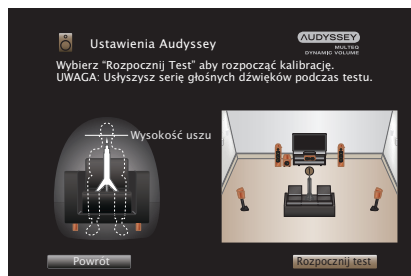 Ustawienia Audyssey
AUDYSSEY
MULTEQ
DYNAMIC VOLUME
Wybierz “Rozpocznij Test” aby rozpocząć kalibrację.
UWAGA: Usłyszysz serię głośnych dźwięków podczas testu.
Wysokość uszu
Powrót
Rozpocznij test